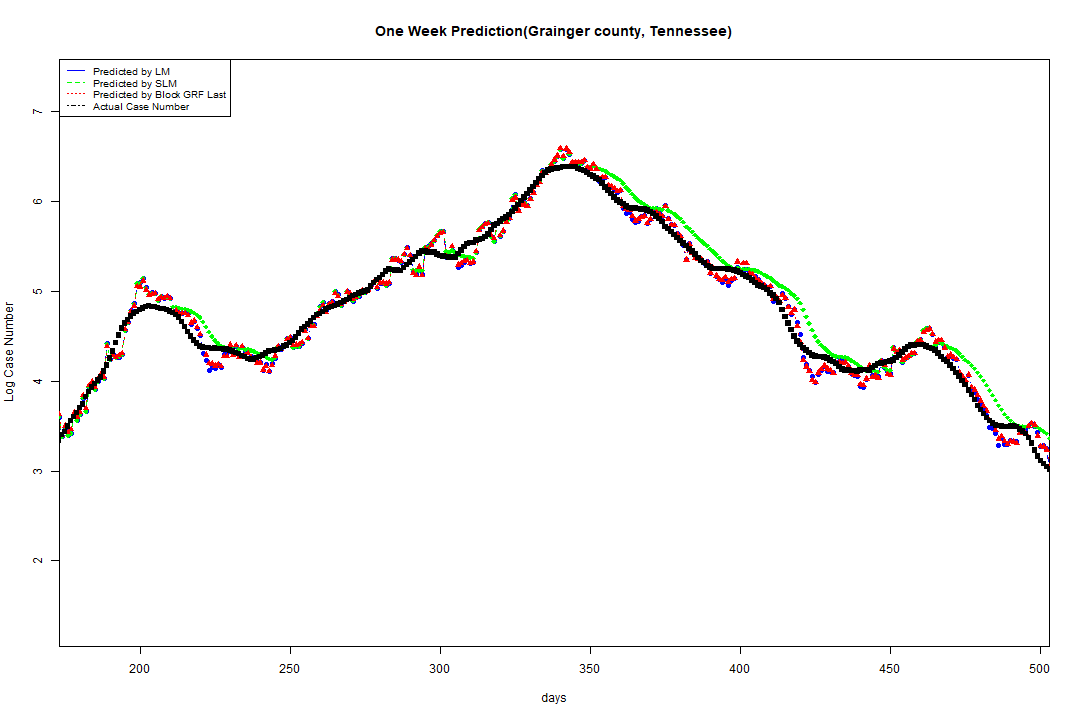 One Week Prediction(Grainger county, Tennessee)
Predicted by LM
Predicted by SLM
Predicted by Block GRF Last
Actual Case Number
7
6
5
4
3
2
Log Case Number
200 250 300 350 400 450 500
days